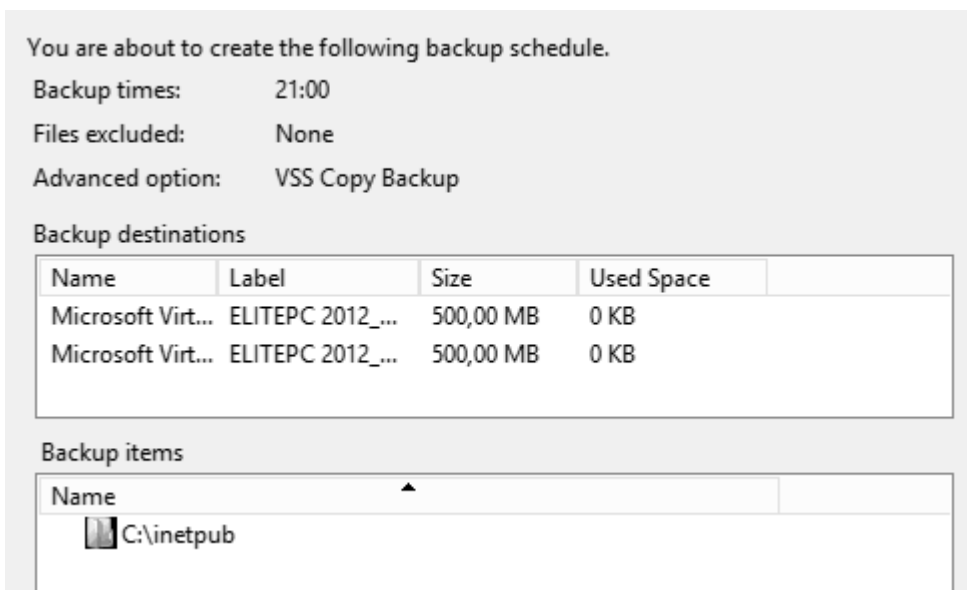 You are about to create the following backup schedule.
Backup times: 21:00
Files excluded: None
Advanced option: VSS Copy Backup
Backup destinations
Name Label Size Used Space
Microsoft Virt... ELITEPC 2012_... 500,00 MB 0 KB
Microsoft Virt... ELITEPC 2012_... 500,00 MB 0 KB
Backup items
Name
C:\inetpub